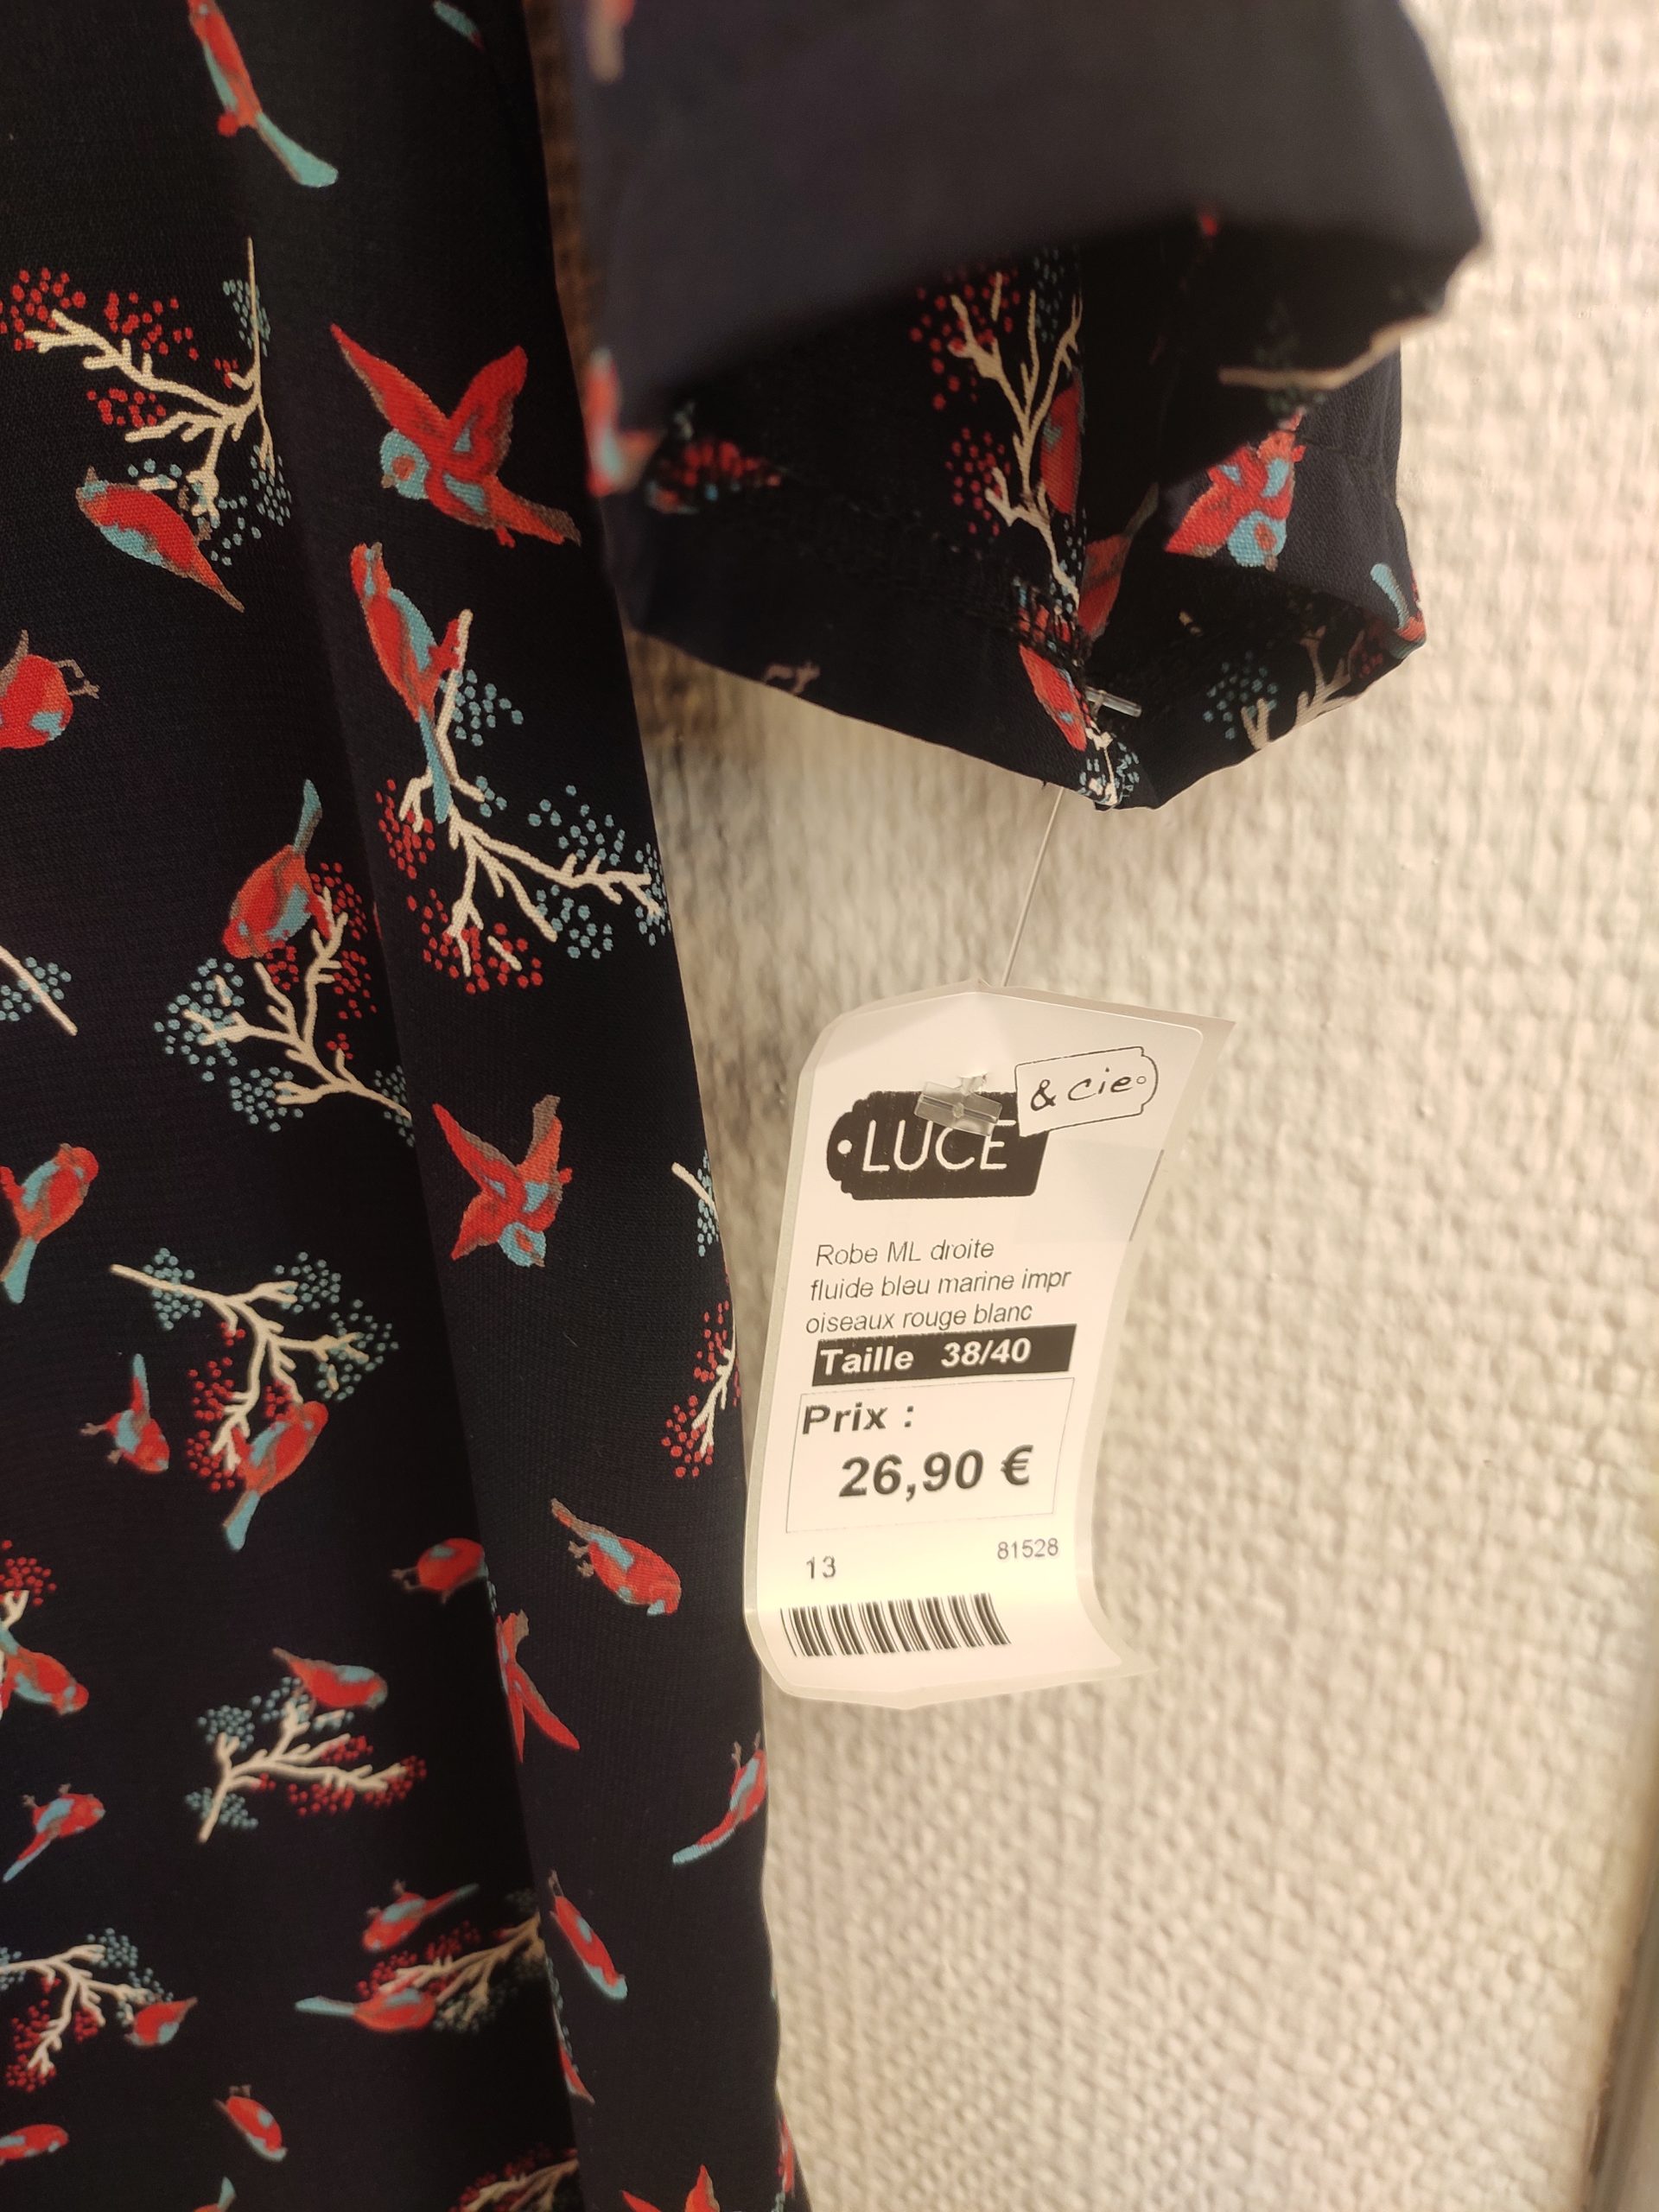 & cie
LUCE
Robe ML droite
fluide bleu marine impr
oiseaux rouge blanc
Taille 38/40
Prix :
26,90 €
13 81528